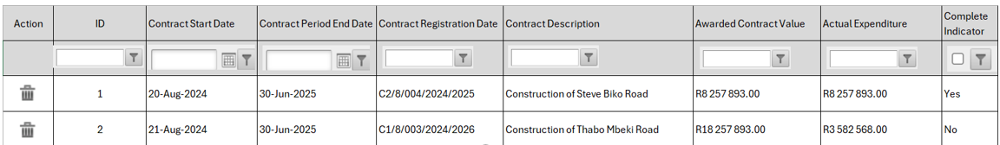 Action ID Contract Start Date Contract Period End Date Contract Registration Date Contract Description Awarded Contract Value Actual Expenditure Complete Indicator
1 20-Aug-2024 30-Jun-2025 C2/8/004/2024/2025 Construction of Steve Biko Road R8 257 893.00 R8 257 893.00 Yes
2 21-Aug-2024 30-Jun-2025 C1/8/003/2024/2026 Construction of Thabo Mbeki Road R18 257 893.00 R3 582 568.00 No